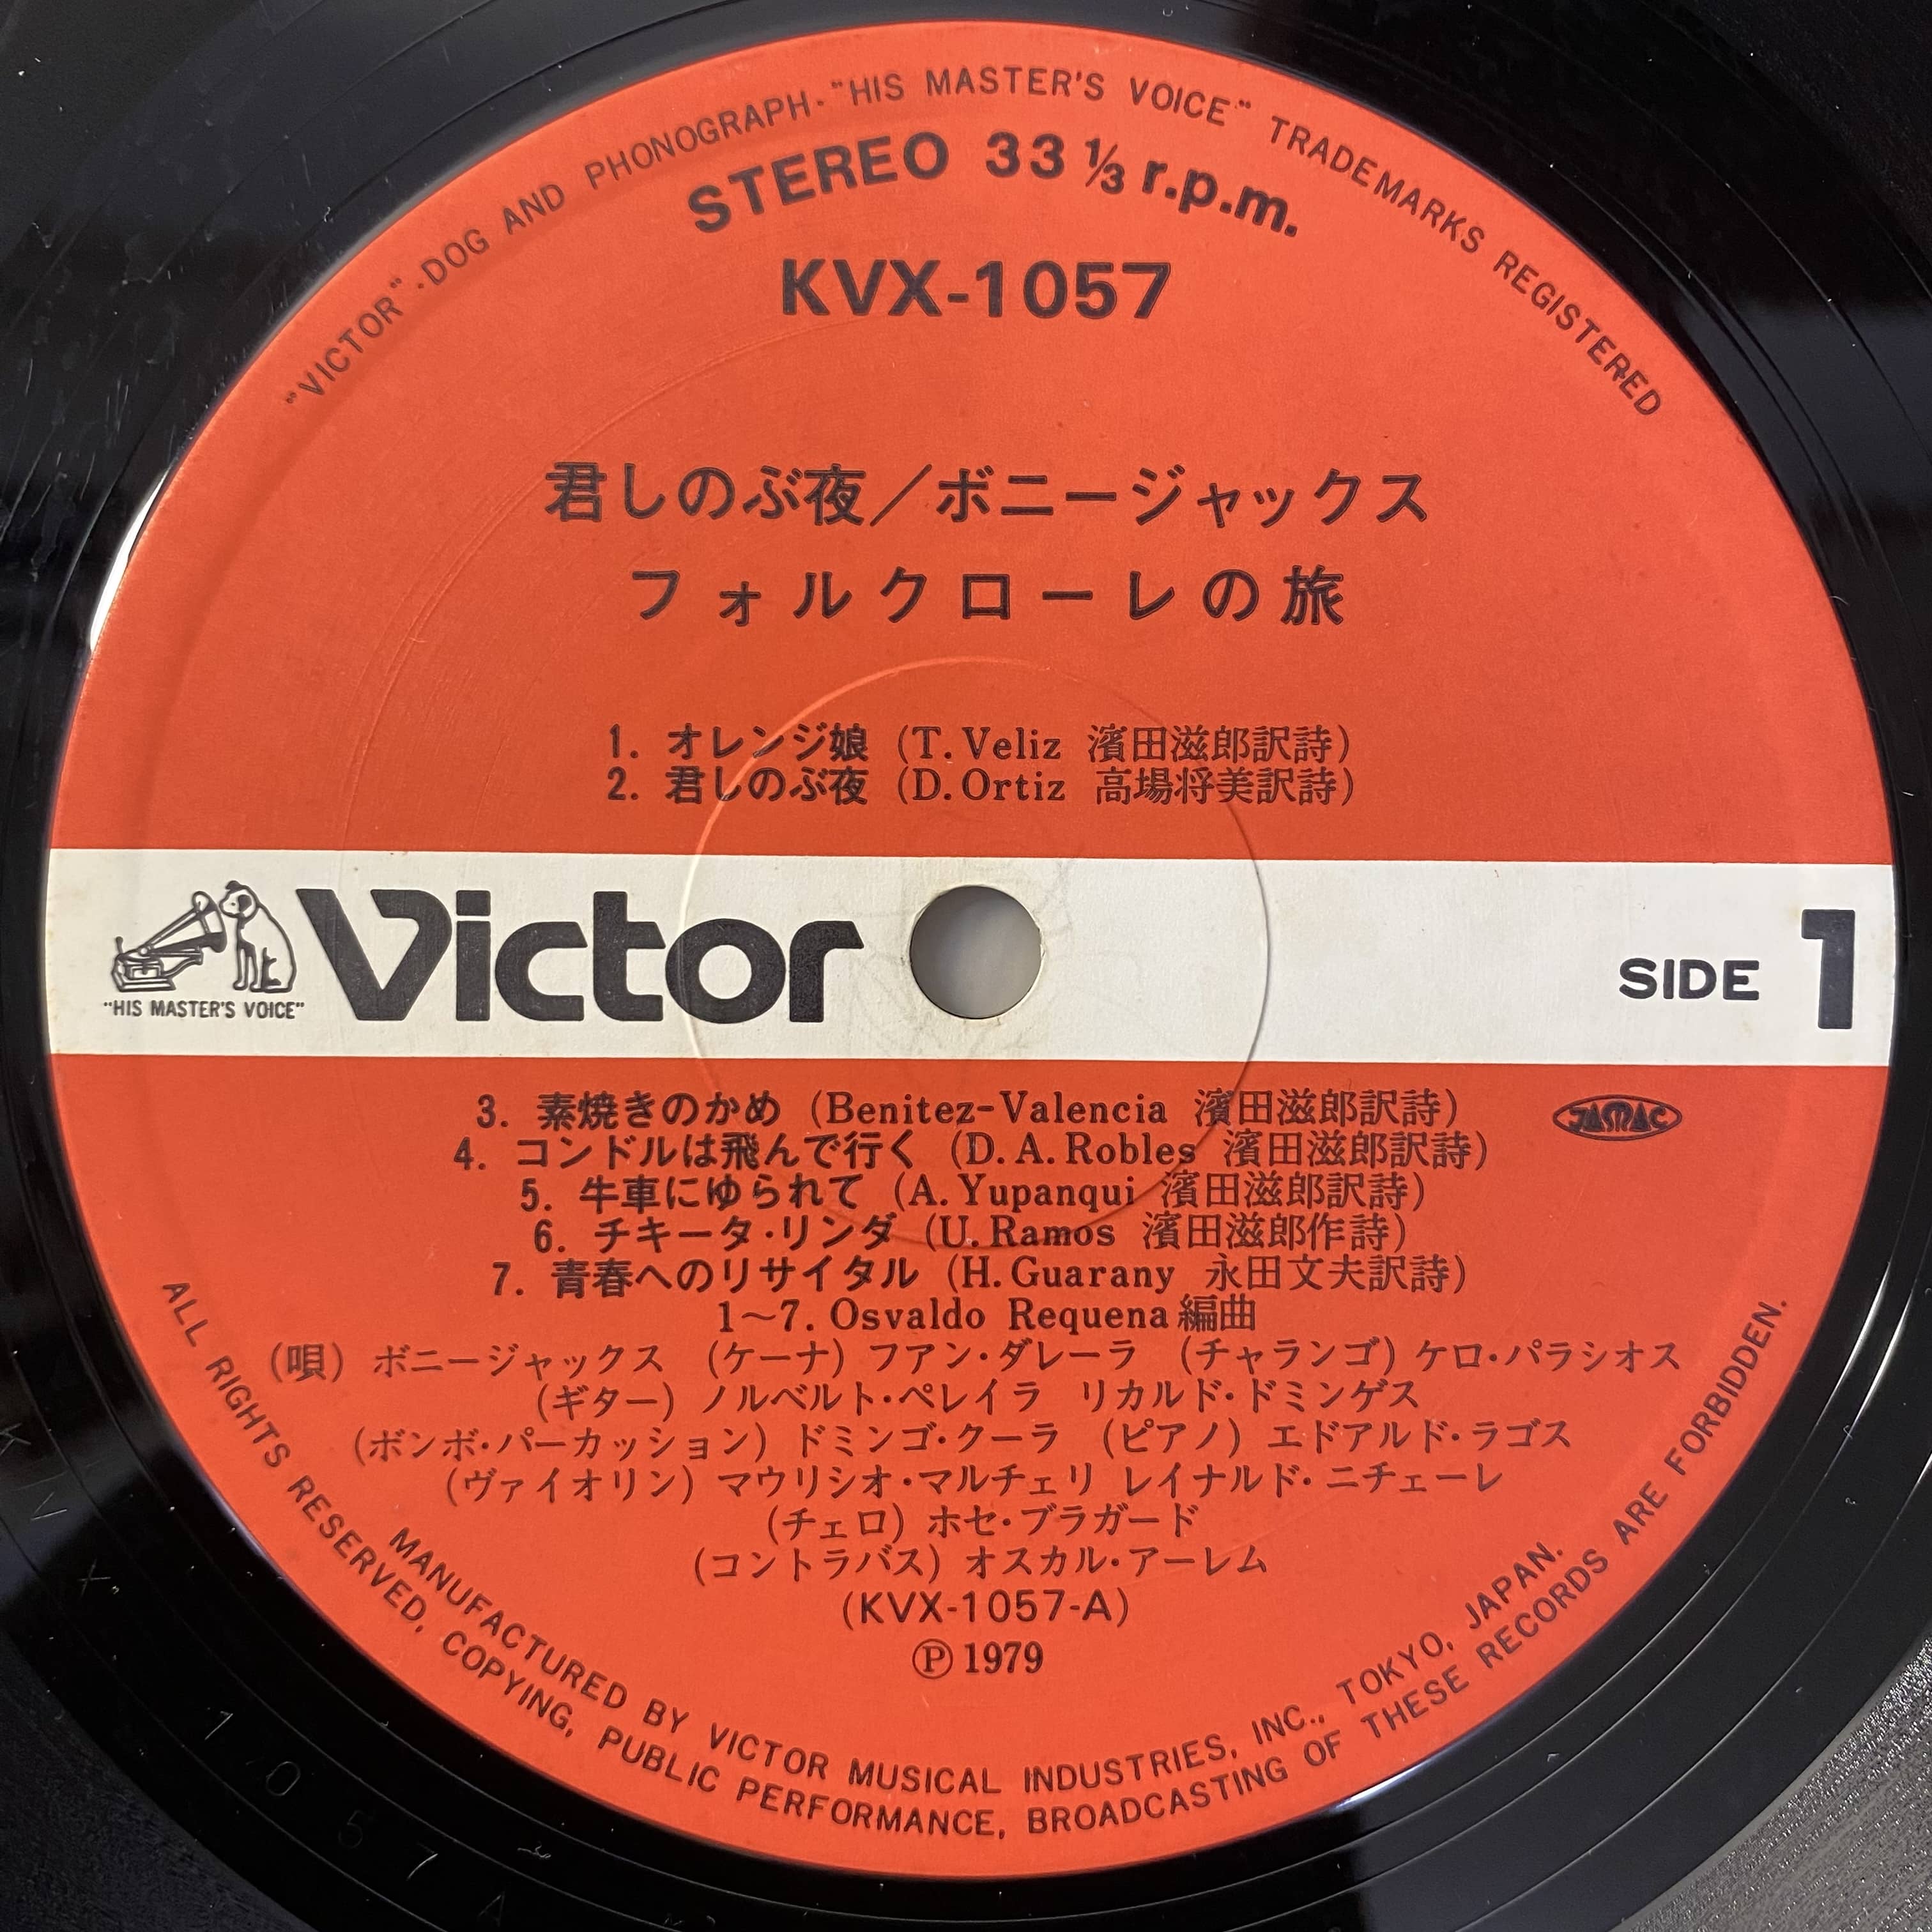 "VICTOR"·DOG AND PHONOGRAPH·"HIS MASTER'S VOICE" TRADEMARKS REGISTERED
STEREO 33 1/3 r.p.m.
KVX-1057
君しのぶ夜／ボニージャックス
フォルクローレの旅
1. オレンジ娘 (T.Veliz 濱田滋郎訳詩)
2. 君しのぶ夜 (D.Ortiz 高場将美訳詩)
"HIS MASTER'S VOICE"
Victor
SIDE 1
3. 素焼きのかめ (Benitez-Valencia 濱田滋郎訳詩)
JASRAC
4. コンドルは飛んで行く (D.A.Robles 濱田滋郎訳詩)
5. 牛車にゆられて (A.Yupanqui 濱田滋郎訳詩)
6. チキータ・リンダ (U.Ramos 濱田滋郎作詩)
7. 青春へのリサイタル (H.Guarany 永田文夫訳詩)
1～7. Osvaldo Requena編曲
(唄) ボニージャックス (ケーナ) フアン・ダレーラ (チャランゴ) ケロ・パラシオス
(ギター) ノルベルト・ペレイラ リカルド・ドミンゲス
(ボンボ・パーカッション) ドミンゴ・クーラ (ピアノ) エドアルド・ラゴス
(ヴァイオリン) マウリシオ・マルチェリ レイナルド・ニチェーレ
(チェロ) ホセ・ブラガード
(コントラバス) オスカル・アーレム
(KVX-1057-A)
Ⓟ 1979
MANUFACTURED BY VICTOR MUSICAL INDUSTRIES, INC., TOKYO, JAPAN.
ALL RIGHTS RESERVED, COPYING, PUBLIC PERFORMANCE, BROADCASTING OF THESE RECORDS ARE FORBIDDEN.
K V X 1 0 5 7 A